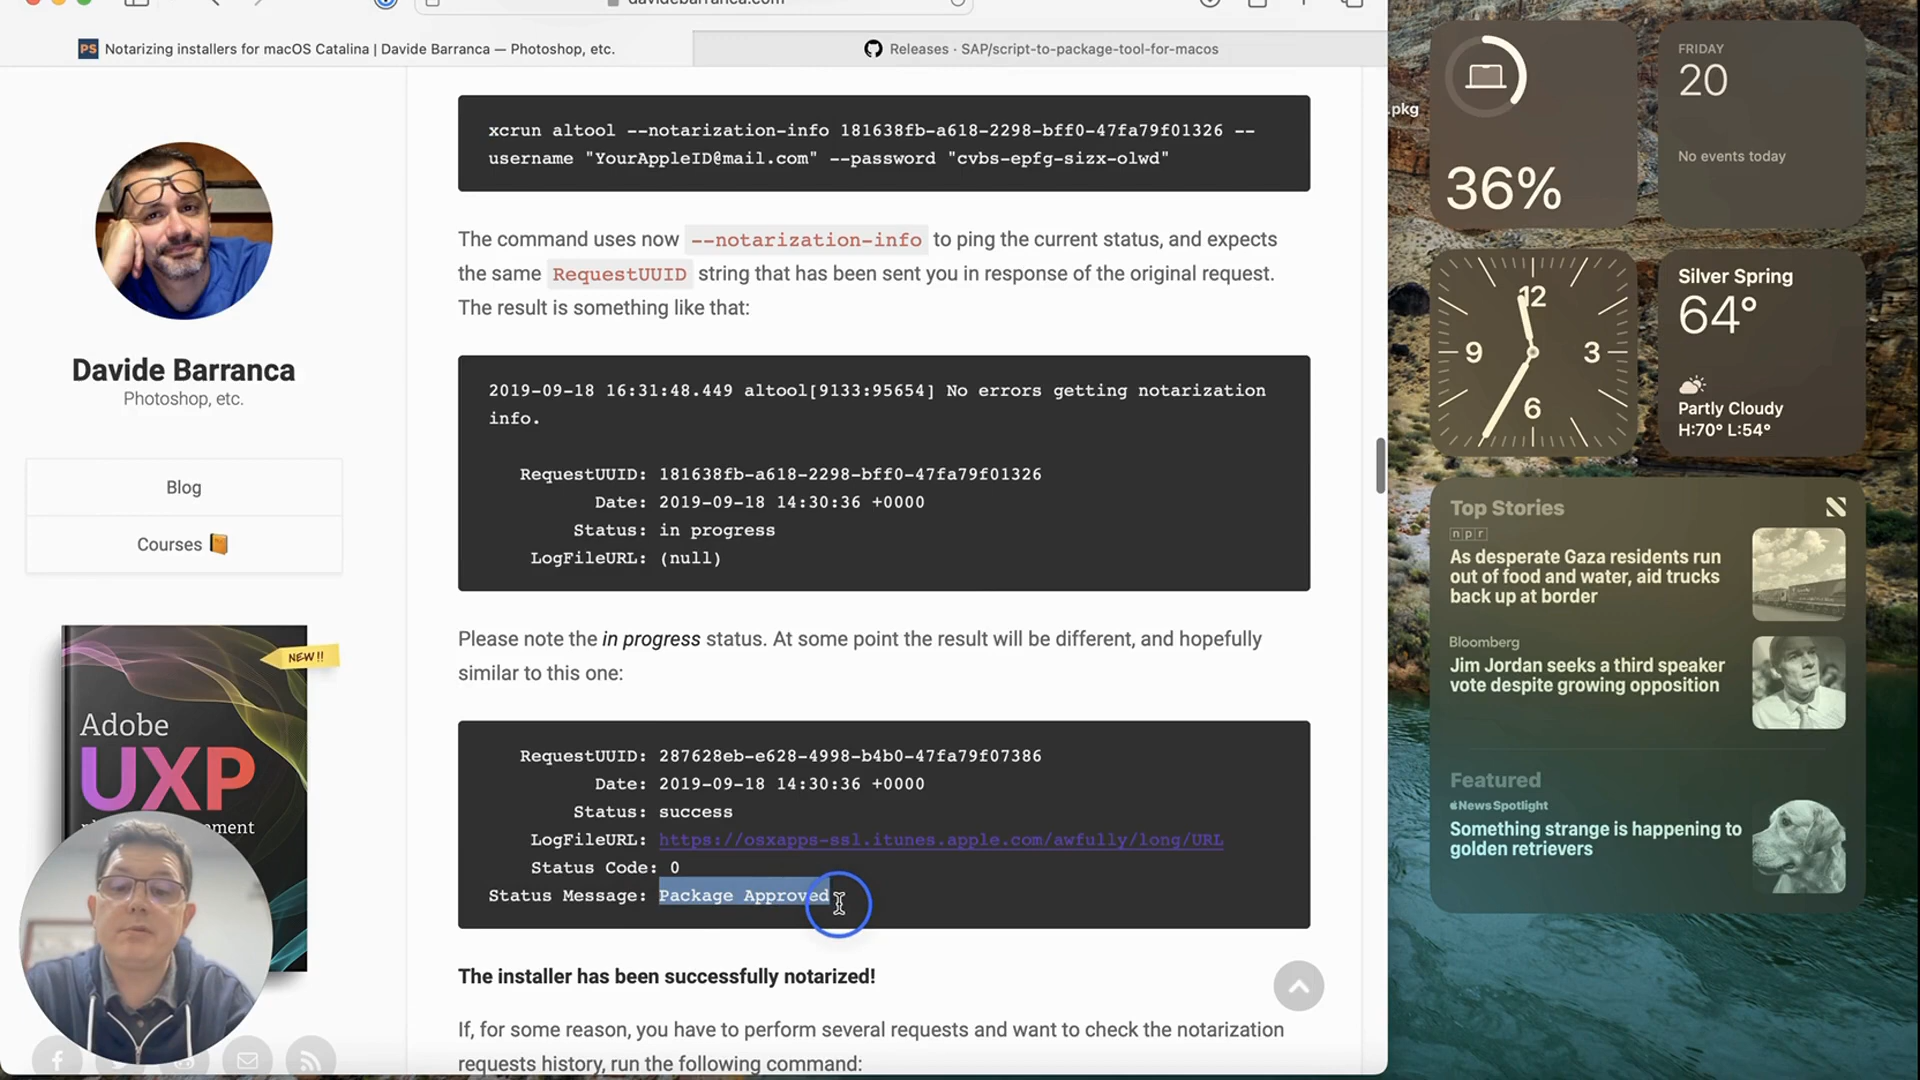 davidebarranca.com
PS Notarizing installers for macOS Catalina | Davide Barranca — Photoshop, etc.
Releases · SAP/script-to-package-tool-for-macos
Davide Barranca
Photoshop, etc.
Blog
Courses
NEW!!
Adobe
UXP
xcrun altool --notarization-info 181638fb-a618-2298-bff0-47fa79f01326 --
username "YourAppleID@mail.com" --password "cvbs-epfg-sizx-olwd"
The command uses now --notarization-info to ping the current status, and expects
the same RequestUUID string that has been sent you in response of the original request.
The result is something like that:
2019-09-18 16:31:48.449 altool[9133:95654] No errors getting notarization
info.
RequestUUID: 181638fb-a618-2298-bff0-47fa79f01326
Date: 2019-09-18 14:30:36 +0000
Status: in progress
LogFileURL: (null)
Please note the in progress status. At some point the result will be different, and hopefully
similar to this one:
RequestUUID: 287628eb-e628-4998-b4b0-47fa79f07386
Date: 2019-09-18 14:30:36 +0000
Status: success
LogFileURL: https://osxapps-ssl.itunes.apple.com/awfully/long/URL
Status Code: 0
Status Message: Package Approved
The installer has been successfully notarized!
If, for some reason, you have to perform several requests and want to check the notarization
requests history, run the following command:
.pkg
36%
FRIDAY
20
No events today
12
9
3
6
Silver Spring
64°
Partly Cloudy
H:70° L:54°
Top Stories
npr
As desperate Gaza residents run
out of food and water, aid trucks
back up at border
Bloomberg
Jim Jordan seeks a third speaker
vote despite growing opposition
Featured
News Spotlight
Something strange is happening to
golden retrievers